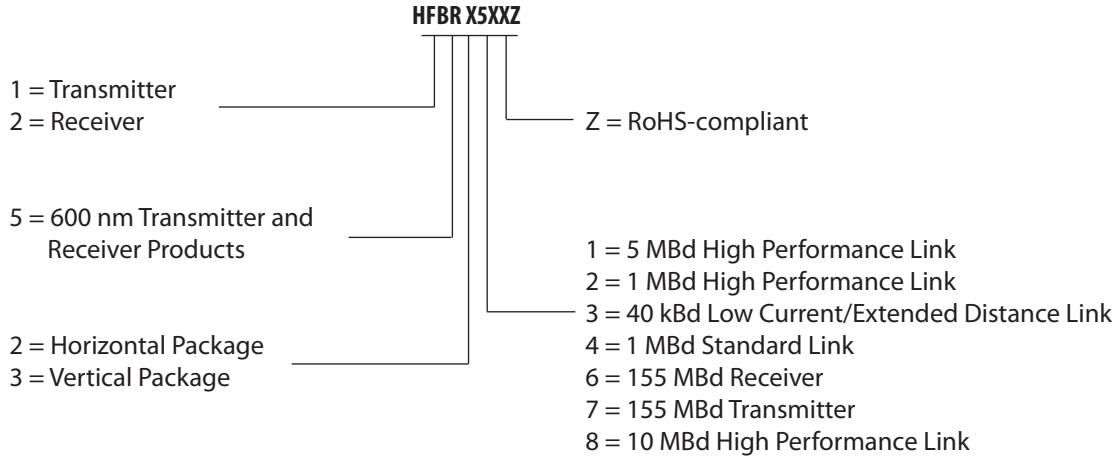 HFBR X5XXZ
1 = Transmitter
2 = Receiver
Z = RoHS-compliant
5 = 600 nm Transmitter and
Receiver Products
1 = 5 MBd High Performance Link
2 = 1 MBd High Performance Link
3 = 40 kBd Low Current/Extended Distance Link
4 = 1 MBd Standard Link
6 = 155 MBd Receiver
7 = 155 MBd Transmitter
8 = 10 MBd High Performance Link
2 = Horizontal Package
3 = Vertical Package